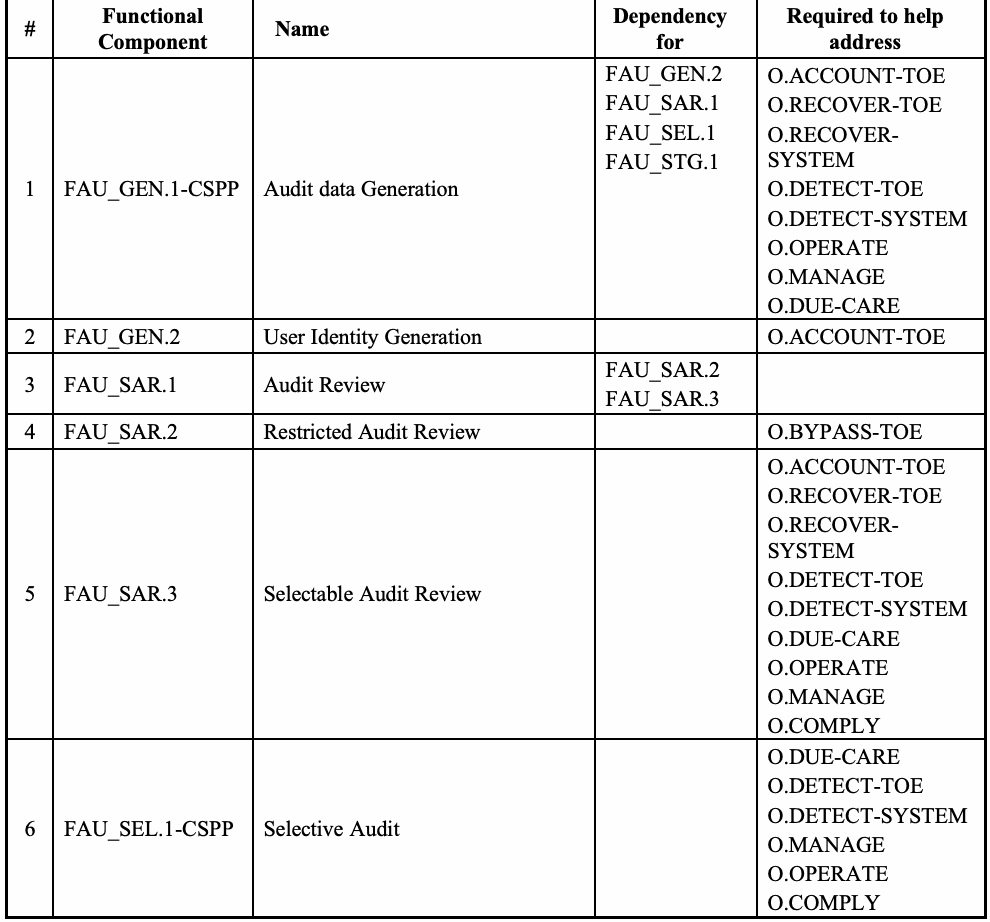 # Functional Component Name Dependency for Required to help address
1 FAU_GEN.1-CSPP Audit data Generation
FAU_GEN.2
FAU_SAR.1
FAU_SEL.1
FAU_STG.1
O.ACCOUNT-TOE
O.RECOVER-TOE
O.RECOVER-
SYSTEM
O.DETECT-TOE
O.DETECT-SYSTEM
O.OPERATE
O.MANAGE
O.DUE-CARE
2 FAU_GEN.2 User Identity Generation O.ACCOUNT-TOE
3 FAU_SAR.1 Audit Review
FAU_SAR.2
FAU_SAR.3
4 FAU_SAR.2 Restricted Audit Review O.BYPASS-TOE
5 FAU_SAR.3 Selectable Audit Review
O.ACCOUNT-TOE
O.RECOVER-TOE
O.RECOVER-
SYSTEM
O.DETECT-TOE
O.DETECT-SYSTEM
O.DUE-CARE
O.OPERATE
O.MANAGE
O.COMPLY
6 FAU_SEL.1-CSPP Selective Audit
O.DUE-CARE
O.DETECT-TOE
O.DETECT-SYSTEM
O.MANAGE
O.OPERATE
O.COMPLY